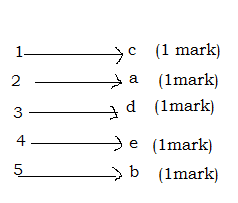 1 c (1 mark)
2 a (1mark)
3 d (1mark)
4 e (1mark)
5 b (1mark)